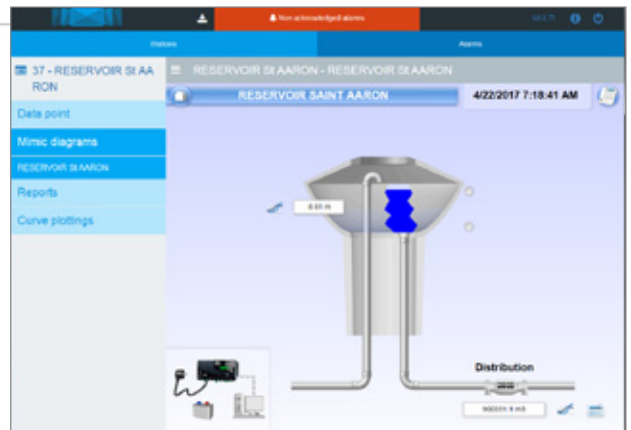 Non acknowledged alarms
Stations
Alarms
37 - RESERVOIR St AA
RON
RESERVOIR St AARON - RESERVOIR St AARON
RESERVOIR SAINT AARON
4/22/2017 7:18:41 AM
Data point
Mimic diagrams
RESERVOIR St AARON
Reports
Curve plottings
Distribution